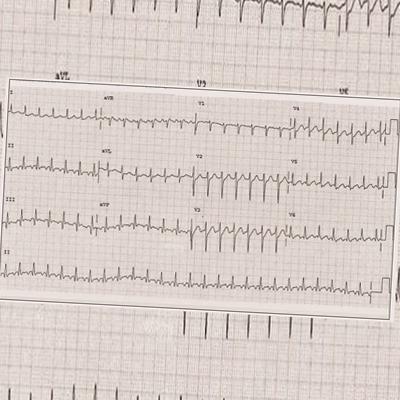 aVL V3 V6
I aVR V1 V4
II aVL V2 V5
III aVF V3 V6
II